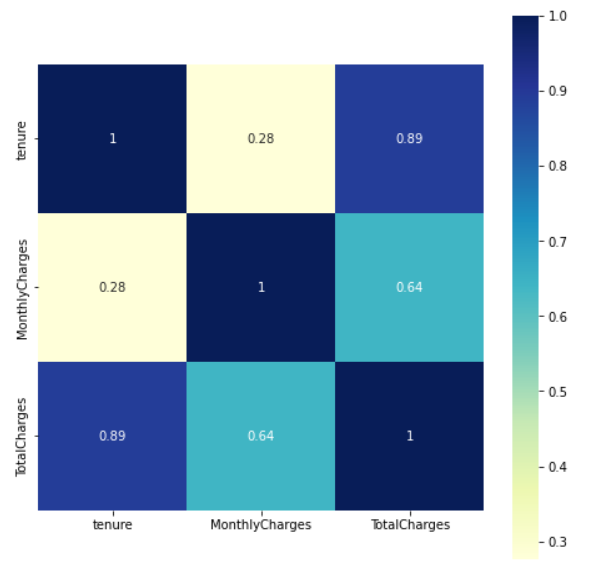 1.0
0.9
0.8
0.7
0.6
0.5
0.4
0.3
tenure
1 0.28 0.89
MonthlyCharges
0.28 1 0.64
TotalCharges
0.89 0.64 1
tenure MonthlyCharges TotalCharges